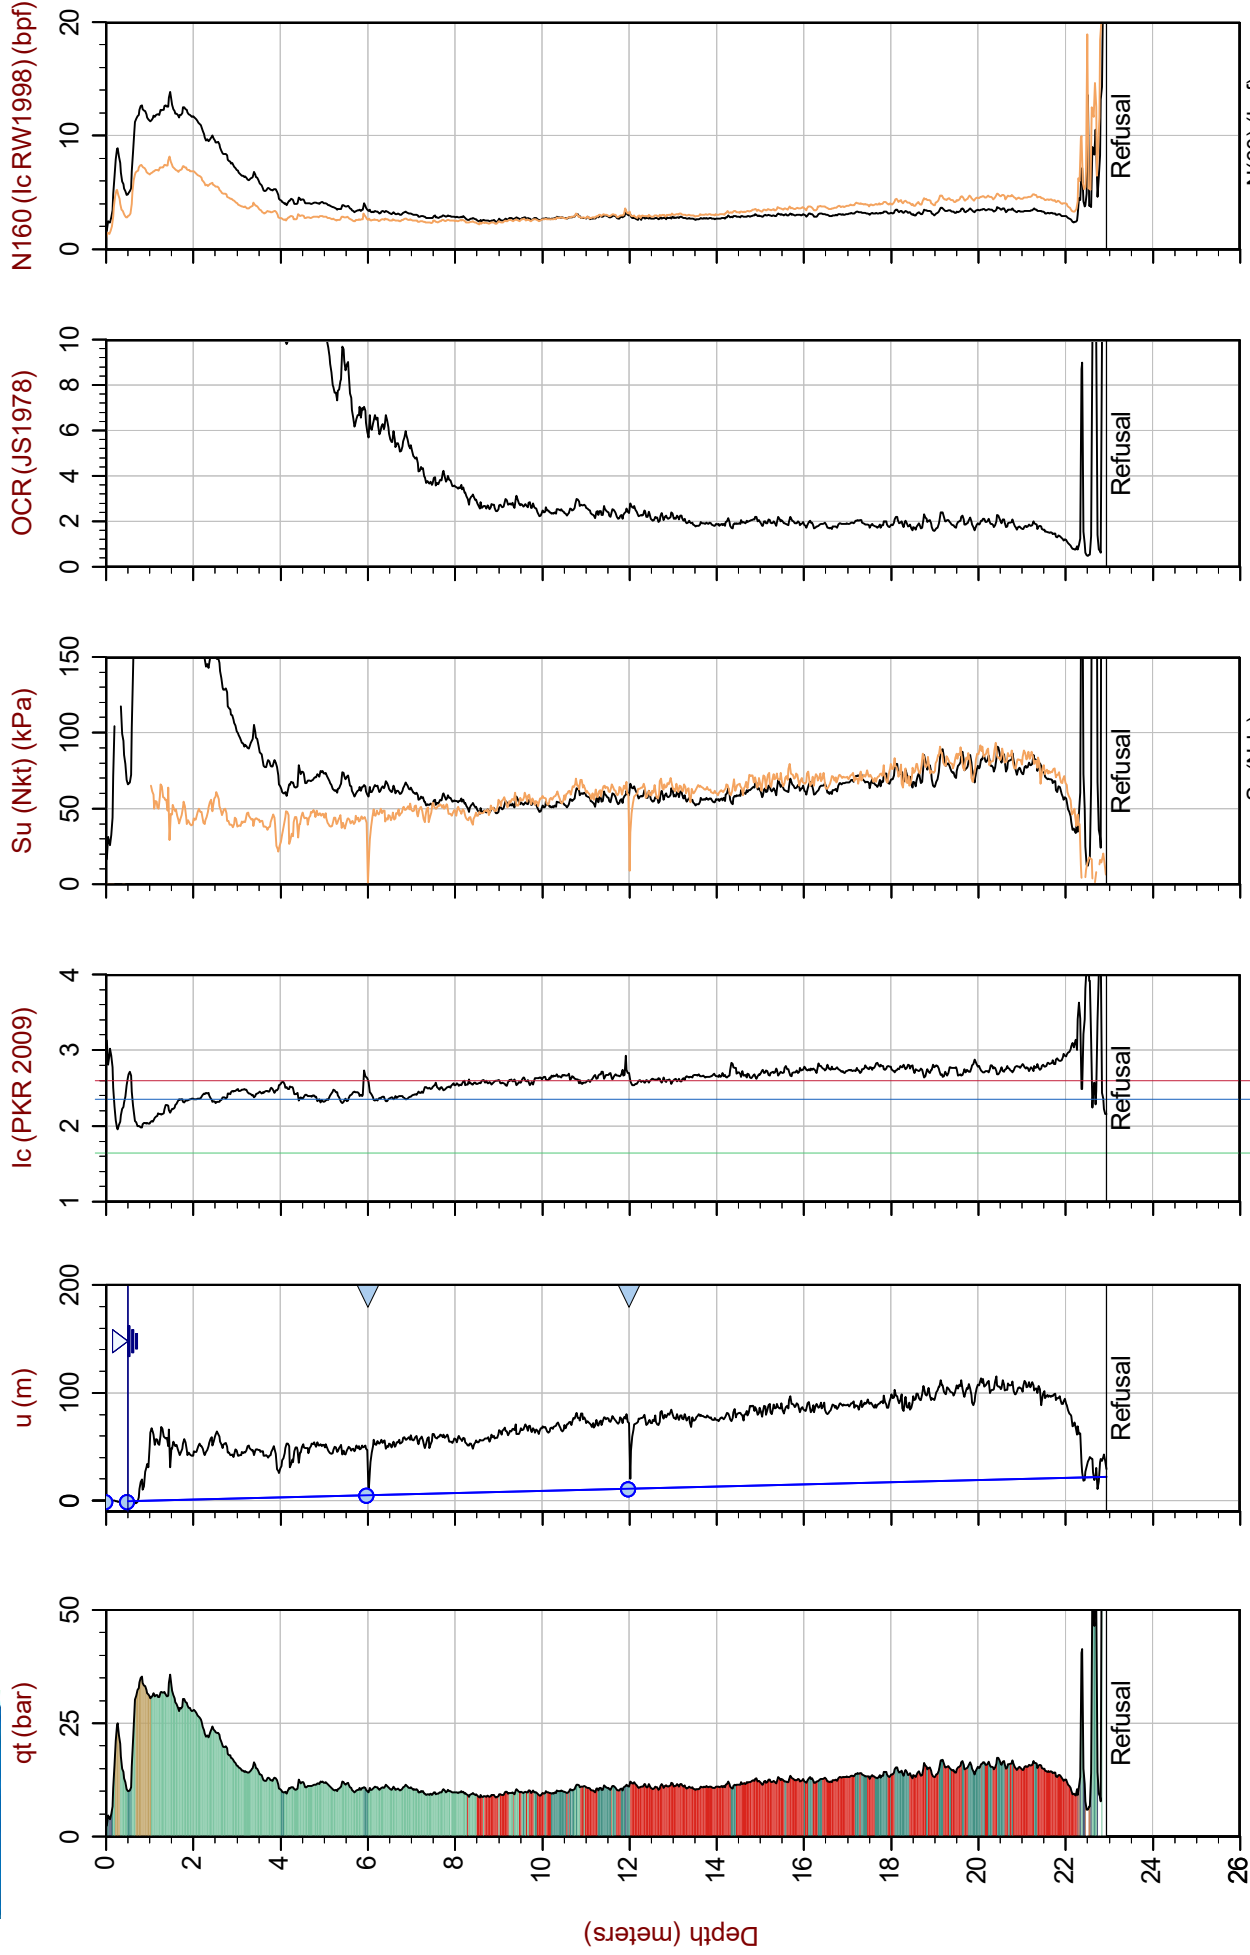 N160 (Ic RW1998) (bpf)
0
10
20
Refusal
OCR (JS1978)
0
2
4
6
8
10
Refusal
Su (Nkt) (kPa)
0
50
100
150
Refusal
Ic (PKR 2009)
1
2
3
4
Refusal
u (m)
0
100
200
Refusal
qt (bar)
0
25
50
Refusal
0
2
4
6
8
10
12
14
16
18
20
22
24
26
Depth (meters)